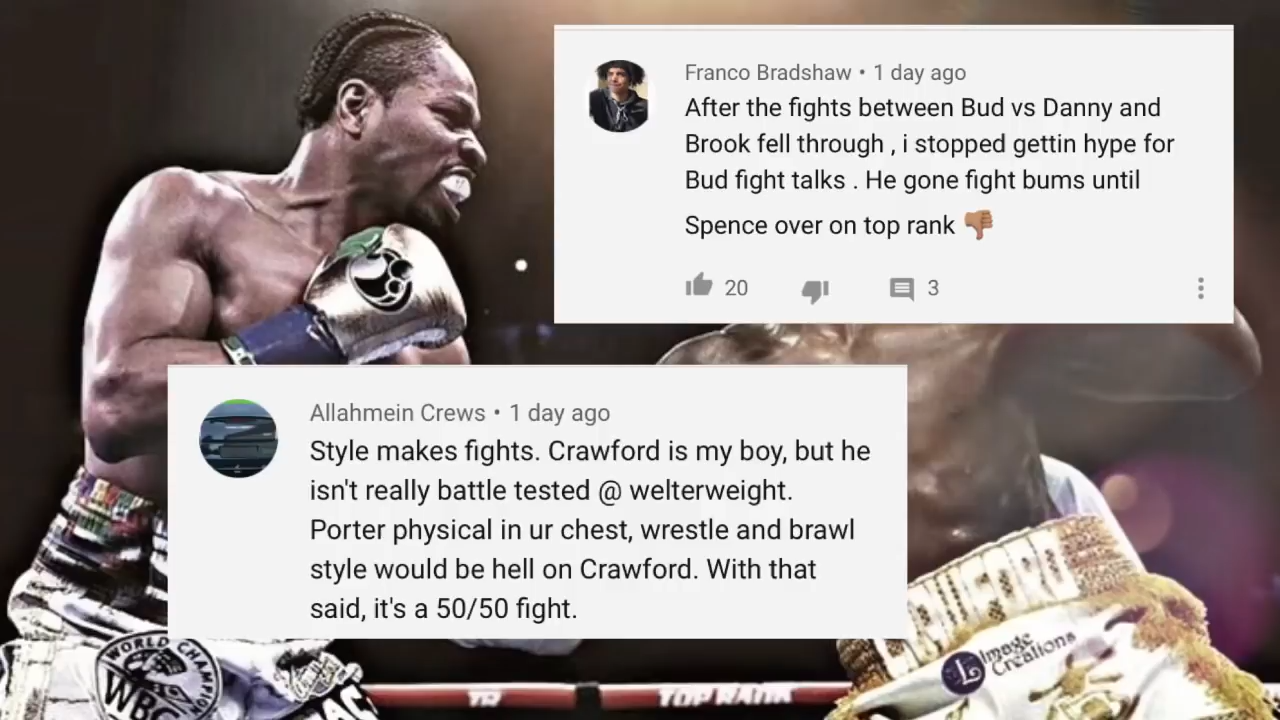 Franco Bradshaw • 1 day ago
After the fights between Bud vs Danny and
Brook fell through , i stopped gettin hype for
Bud fight talks . He gone fight bums until
Spence over on top rank 👎🏽
20
3
Allahmein Crews • 1 day ago
Style makes fights. Crawford is my boy, but he
isn't really battle tested @ welterweight.
Porter physical in ur chest, wrestle and brawl
style would be hell on Crawford. With that
said, it's a 50/50 fight.
WORLD CHAMPION
WBC
TR
TOP RANK
Image
Creations